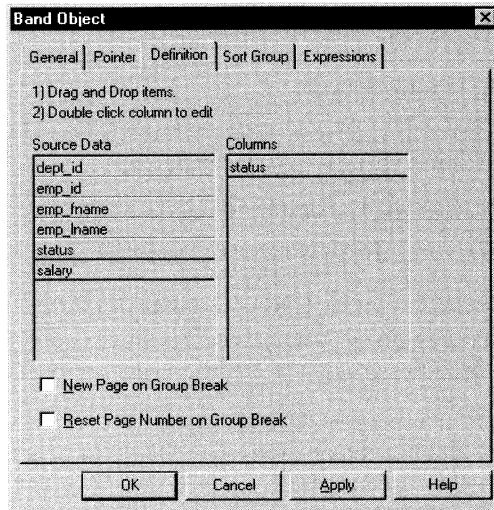 Band Object
General Pointer Definition Sort Group Expressions
1) Drag and Drop items.
2) Double click column to edit
Source Data Columns
dept_id status
emp_id
emp_fname
emp_lname
status
salary
New Page on Group Break
Reset Page Number on Group Break
OK Cancel Apply Help